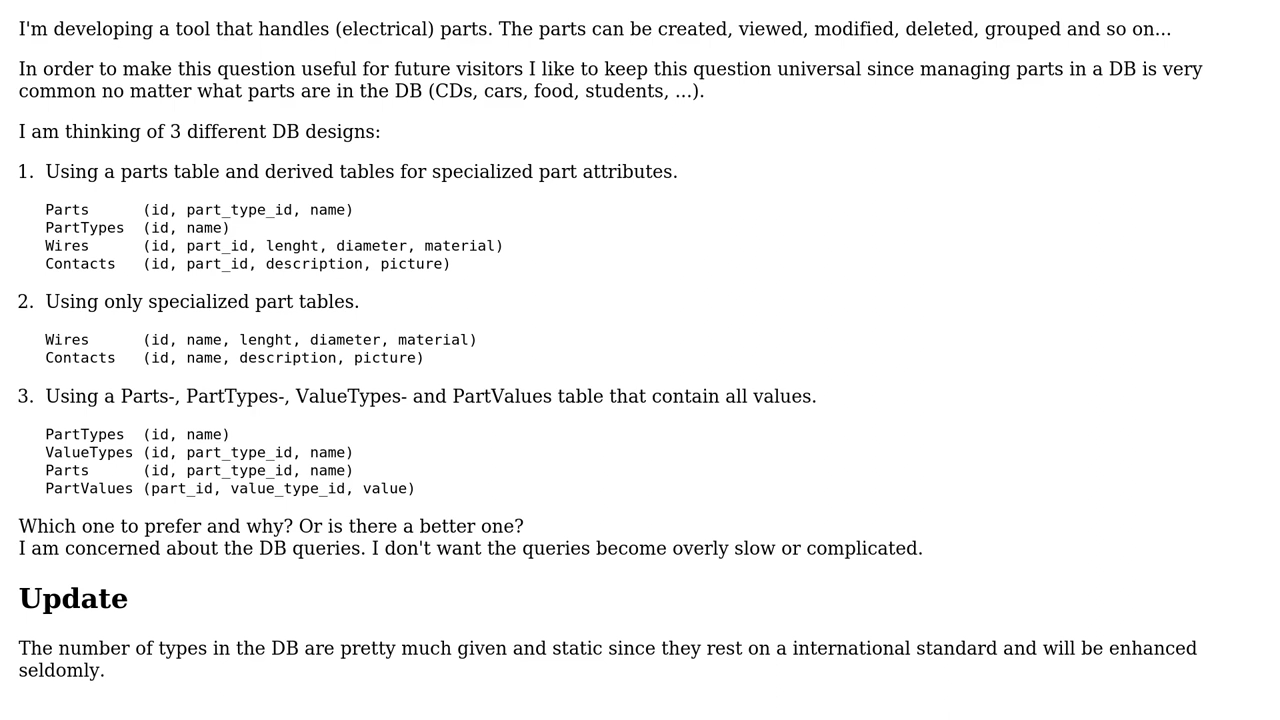 I'm developing a tool that handles (electrical) parts. The parts can be created, viewed, modified, deleted, grouped and so on...
In order to make this question useful for future visitors I like to keep this question universal since managing parts in a DB is very
common no matter what parts are in the DB (CDs, cars, food, students, ...).
I am thinking of 3 different DB designs:
1. Using a parts table and derived tables for specialized part attributes.
Parts      (id, part_type_id, name)
PartTypes  (id, name)
Wires      (id, part_id, lenght, diameter, material)
Contacts   (id, part_id, description, picture)
2. Using only specialized part tables.
Wires      (id, name, lenght, diameter, material)
Contacts   (id, name, description, picture)
3. Using a Parts-, PartTypes-, ValueTypes- and PartValues table that contain all values.
PartTypes  (id, name)
ValueTypes (id, part_type_id, name)
Parts      (id, part_type_id, name)
PartValues (part_id, value_type_id, value)
Which one to prefer and why? Or is there a better one?
I am concerned about the DB queries. I don't want the queries become overly slow or complicated.
Update
The number of types in the DB are pretty much given and static since they rest on a international standard and will be enhanced
seldomly.